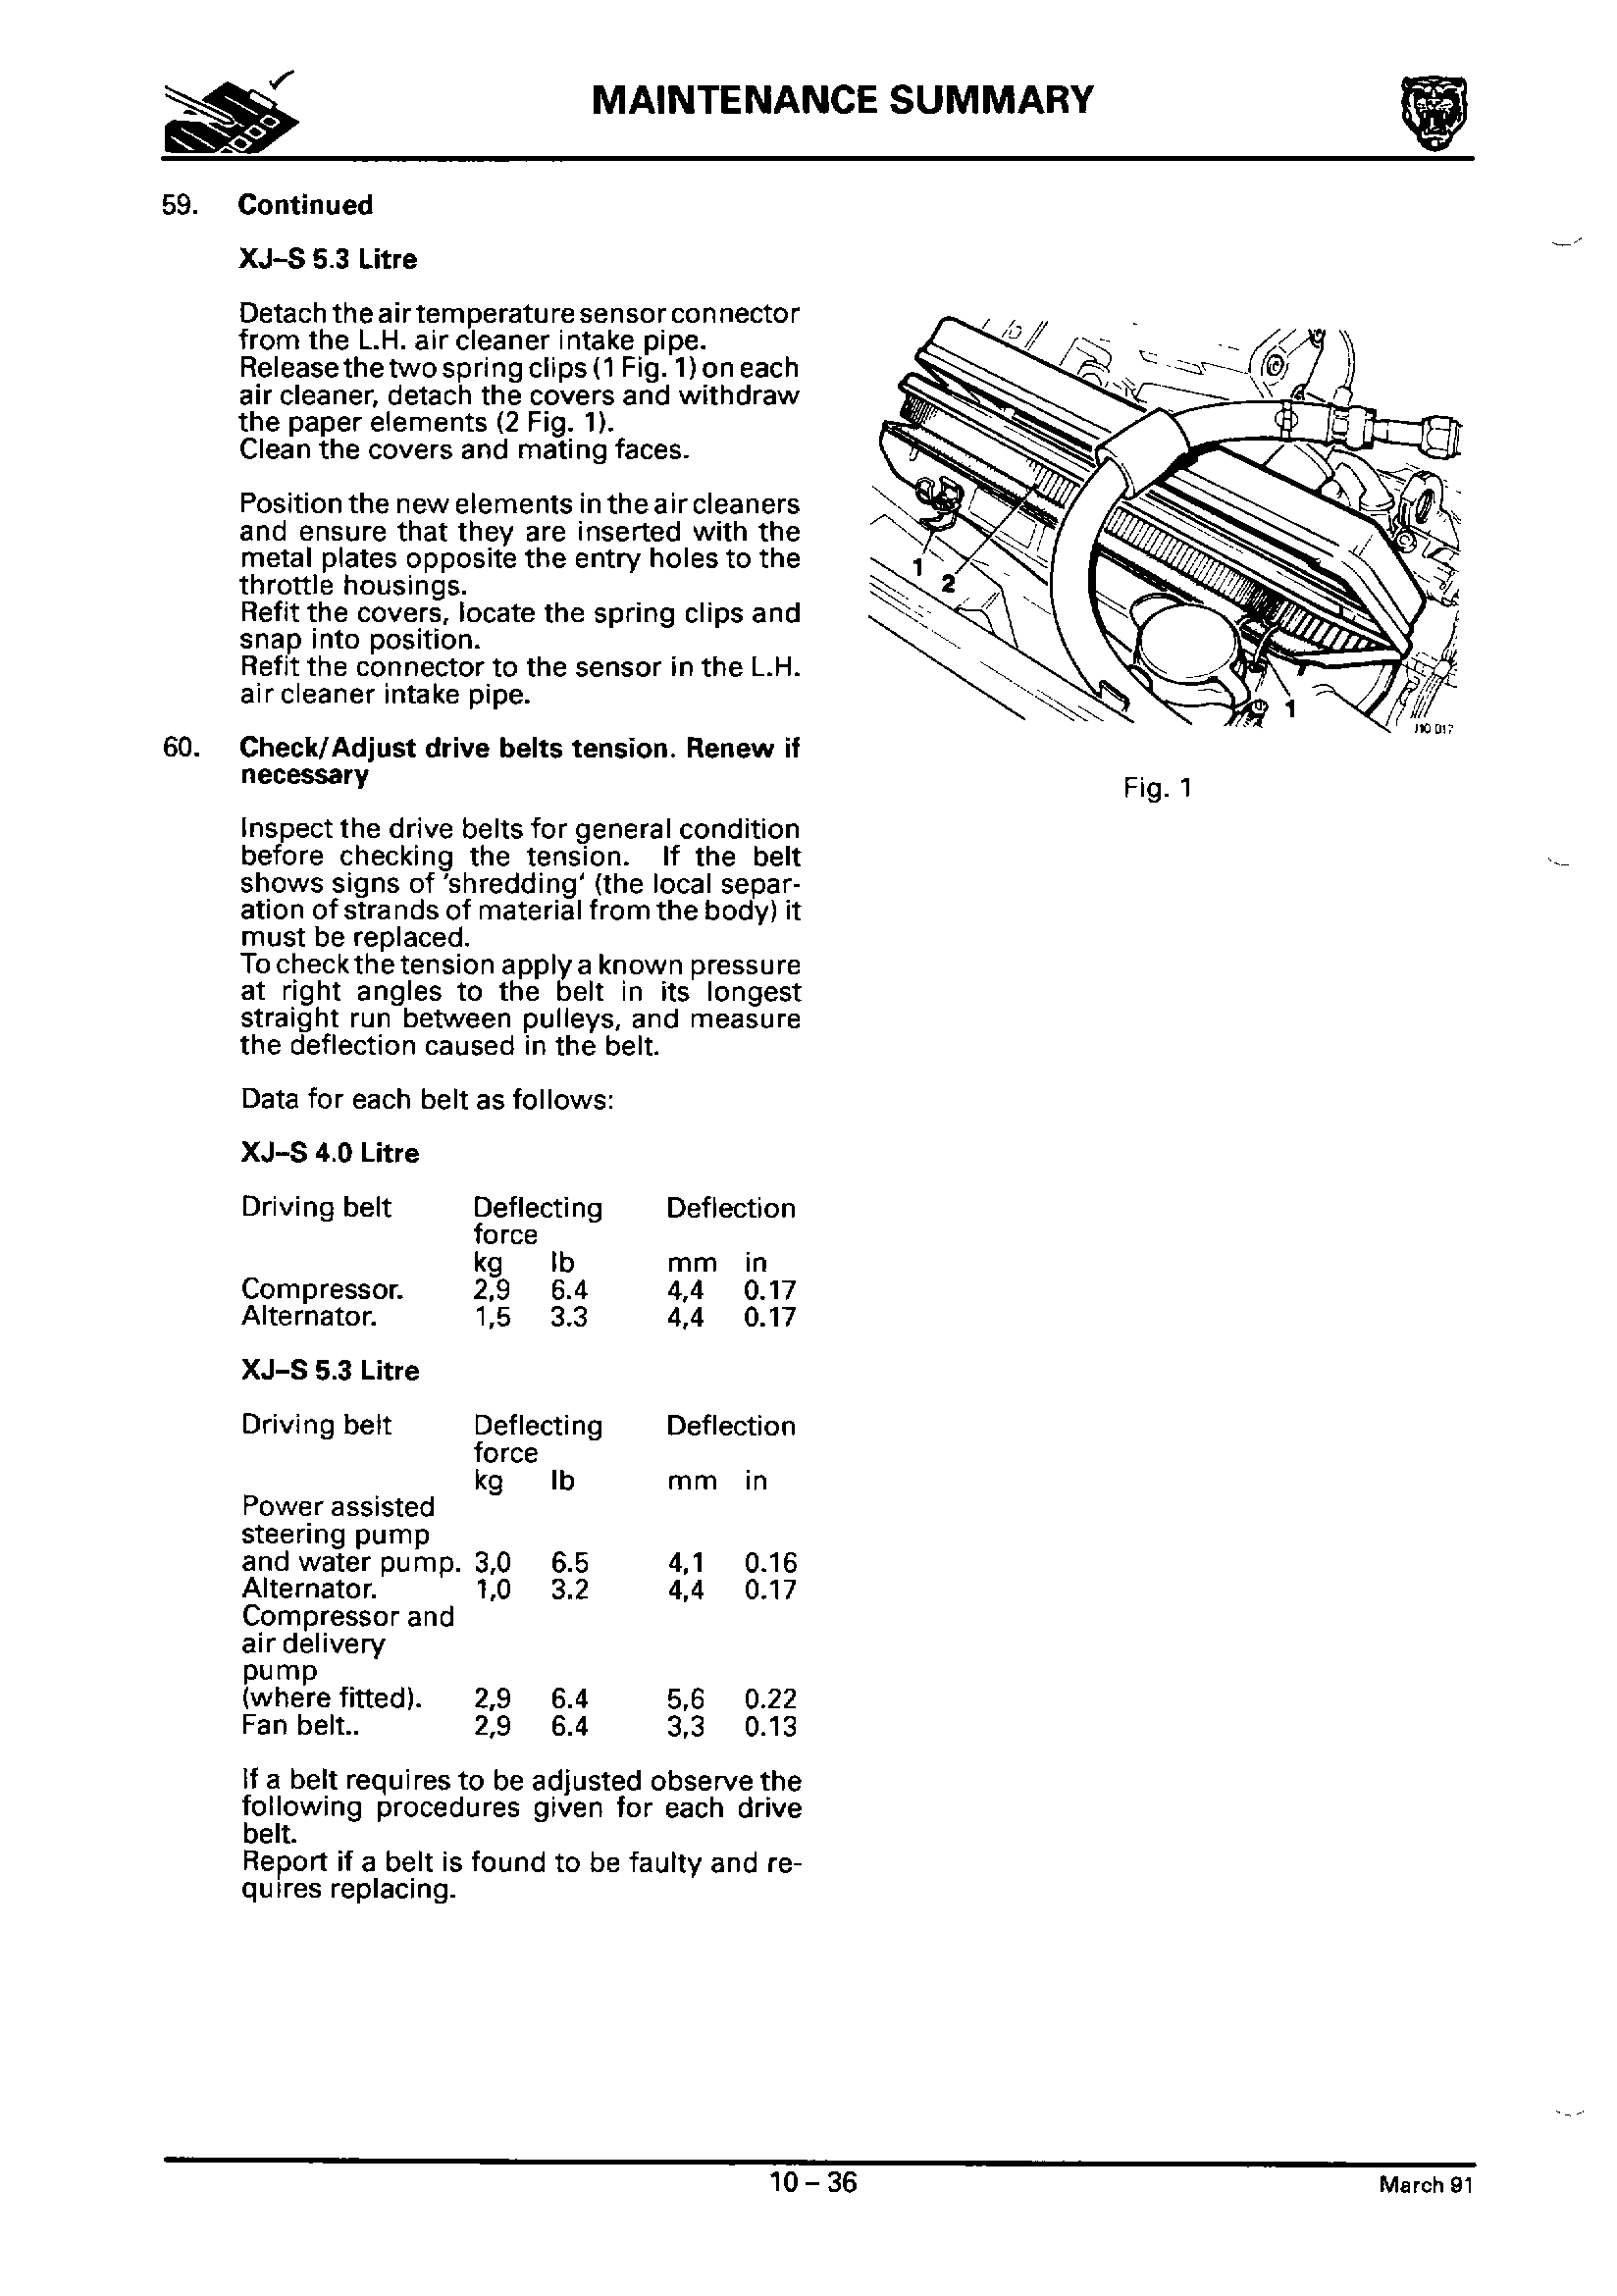 MAINTENANCE SUMMARY
59. Continued
XJ–S 5.3 Litre
Detach the air temperature sensor connector
from the L.H. air cleaner intake pipe.
Release the two spring clips (1 Fig. 1) on each
air cleaner, detach the covers and withdraw
the paper elements (2 Fig. 1).
Clean the covers and mating faces.
Position the new elements in the air cleaners
and ensure that they are inserted with the
metal plates opposite the entry holes to the
throttle housings.
Refit the covers, locate the spring clips and
snap into position.
Refit the connector to the sensor in the L.H.
air cleaner intake pipe.
1
2
1
J10 017
Fig. 1
60. Check/Adjust drive belts tension. Renew if
necessary
Inspect the drive belts for general condition
before checking the tension. If the belt
shows signs of 'shredding' (the local separ-
ation of strands of material from the body) it
must be replaced.
To check the tension apply a known pressure
at right angles to the belt in its longest
straight run between pulleys, and measure
the deflection caused in the belt.
Data for each belt as follows:
XJ–S 4.0 Litre
Driving belt Deflecting Deflection
force
kg lb mm in
Compressor. 2,9 6.4 4,4 0.17
Alternator. 1,5 3.3 4,4 0.17
XJ–S 5.3 Litre
Driving belt Deflecting Deflection
force
kg lb mm in
Power assisted
steering pump
and water pump. 3,0 6.5 4,1 0.16
Alternator. 1,0 3.2 4,4 0.17
Compressor and
air delivery
pump
(where fitted). 2,9 6.4 5,6 0.22
Fan belt.. 2,9 6.4 3,3 0.13
If a belt requires to be adjusted observe the
following procedures given for each drive
belt.
Report if a belt is found to be faulty and re-
quires replacing.
10 – 36
March 91